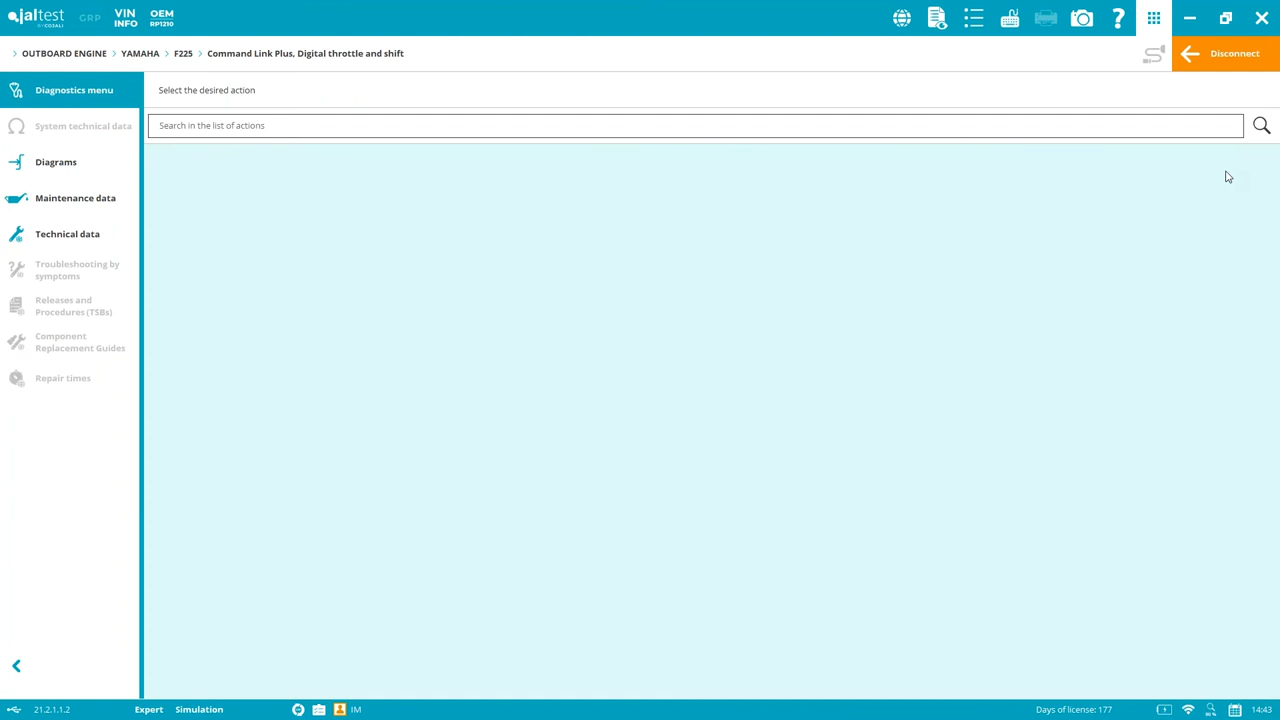 jaltest
BY COJALI
GRP
VIN
INFO
OEM
RP1210
> OUTBOARD ENGINE > YAMAHA > F225 > Command Link Plus, Digital throttle and shift
Disconnect
Diagnostics menu
Select the desired action
System technical data
Search in the list of actions
Diagrams
Maintenance data
Technical data
Troubleshooting by
symptoms
Releases and
Procedures (TSBs)
Component
Replacement Guides
Repair times
21.2.1.1.2
Expert
Simulation
IM
Days of license: 177
14:43